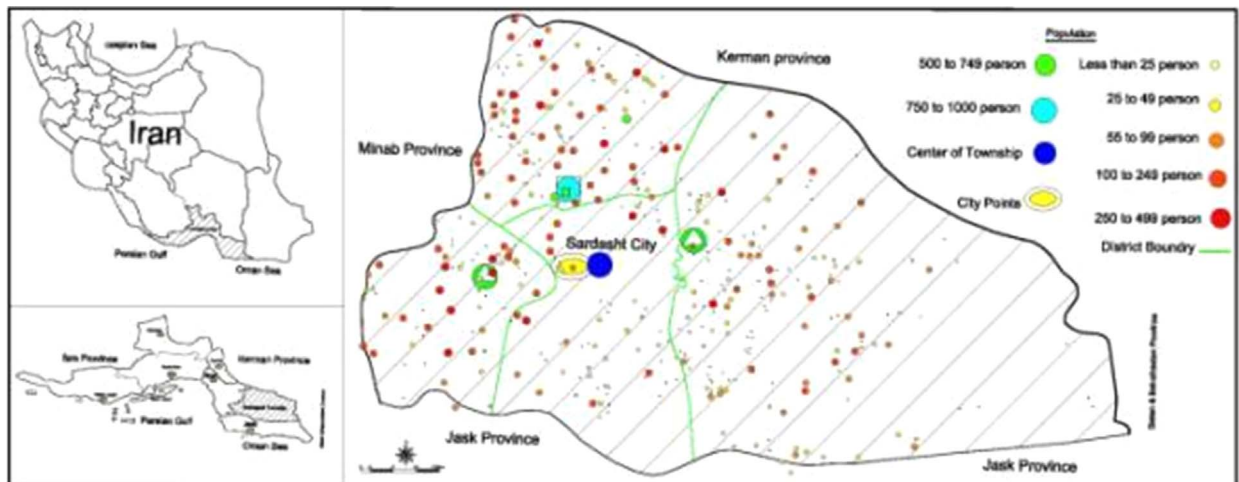 caspian Sea
Iran
Persian Gulf
Oman Sea
fars Province
Kerman Province
Persian Gulf
Oman Sea
Kerman province
Minab Province
Sardasht City
Jask Province
Jask Province
Population
500 to 749 person
750 to 1000 person
Center of Township
City Points
Less than 25 person
25 to 49 person
55 to 99 person
100 to 249 person
250 to 499 person
District Boundry